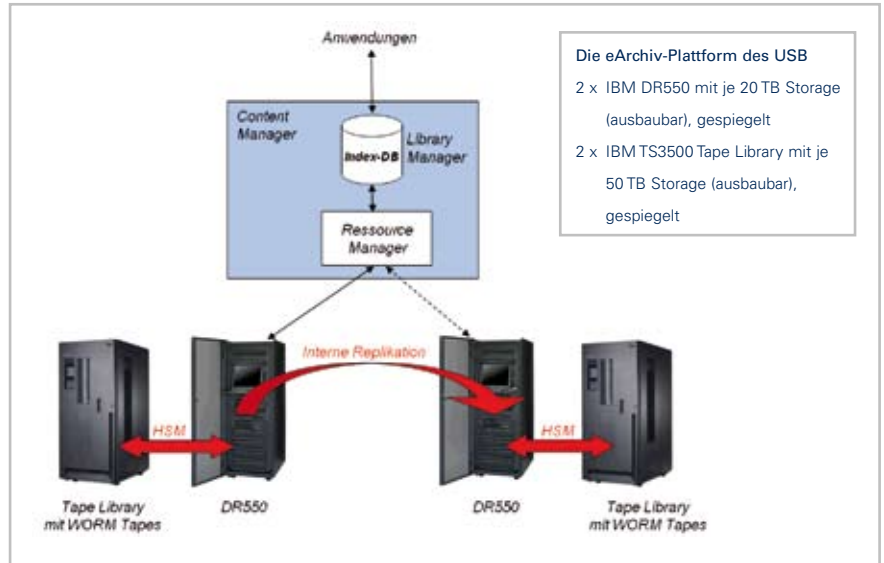 Anwendungen
Content
Manager
Index-DB
Library
Manager
Ressource
Manager
Die eArchiv-Plattform des USB
2 x IBM DR550 mit je 20 TB Storage
(ausbaubar), gespiegelt
2 x IBM TS3500 Tape Library mit je
50 TB Storage (ausbaubar),
gespiegelt
Interne Replikation
HSM
HSM
Tape Library
mit WORM Tapes
DR550
DR550
Tape Library
mit WORM Tapes